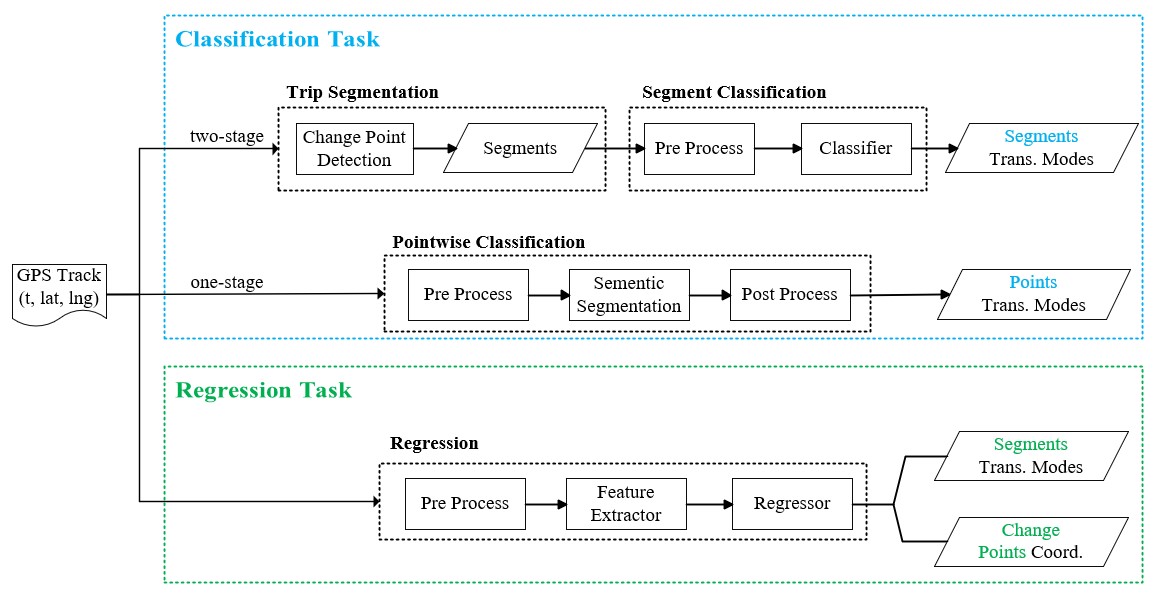 Classification Task
Trip Segmentation
Segment Classification
two-stage
Change Point
Detection
Segments
Pre Process
Classifier
Segments
Trans. Modes
Pointwise Classification
GPS Track
(t, lat, lng)
one-stage
Pre Process
Sementic
Segmentation
Post Process
Points
Trans. Modes
Regression Task
Regression
Pre Process
Feature
Extractor
Regressor
Segments
Trans. Modes
Change
Points Coord.